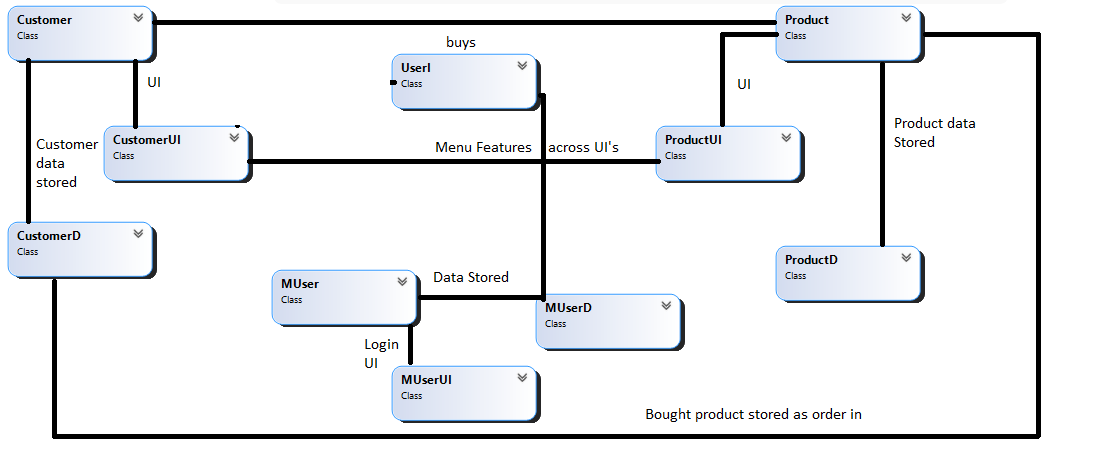 Customer
Class
Product
Class
buys
UserI
Class
UI
UI
CustomerUI
Class
Menu Features across UI's
ProductUI
Class
Product data
Stored
Customer
data
stored
CustomerD
Class
ProductD
Class
MUser
Class
Data Stored
MUserD
Class
Login
UI
MUserUI
Class
Bought product stored as order in